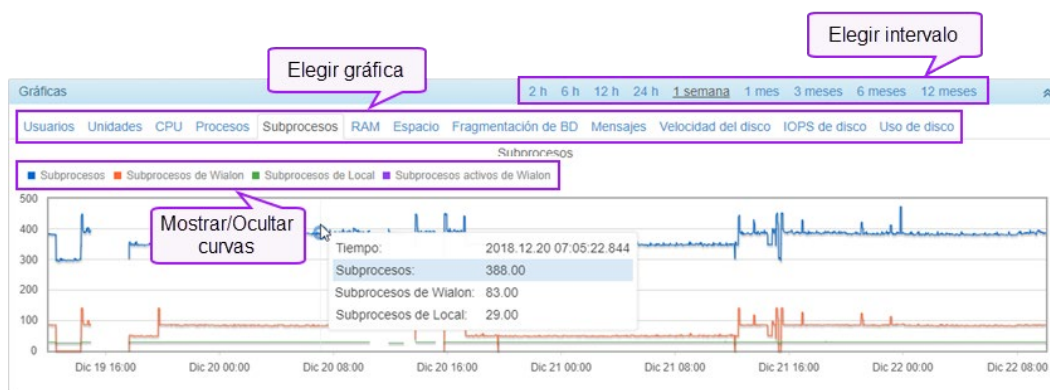 Elegir intervalo
Elegir gráfica
Gráficas
2 h 6 h 12 h 24 h 1 semana 1 mes 3 meses 6 meses 12 meses
Usuarios Unidades CPU Procesos Subprocesos RAM Espacio Fragmentación de BD Mensajes Velocidad del disco IOPS de disco Uso de disco
Subprocesos
Subprocesos Subprocesos de Wialon Subprocesos de Local Subprocesos activos de Wialon
Mostrar/Ocultar
curvas
500
400
300
200
100
0
Tiempo: 2018.12.20 07:05:22.844
Subprocesos: 388.00
Subprocesos de Wialon: 83.00
Subprocesos de Local: 29.00
Dic 19 16:00 Dic 20 00:00 Dic 20 08:00 Dic 20 16:00 Dic 21 00:00 Dic 21 08:00 Dic 21 16:00 Dic 22 00:00 Dic 22 08:00